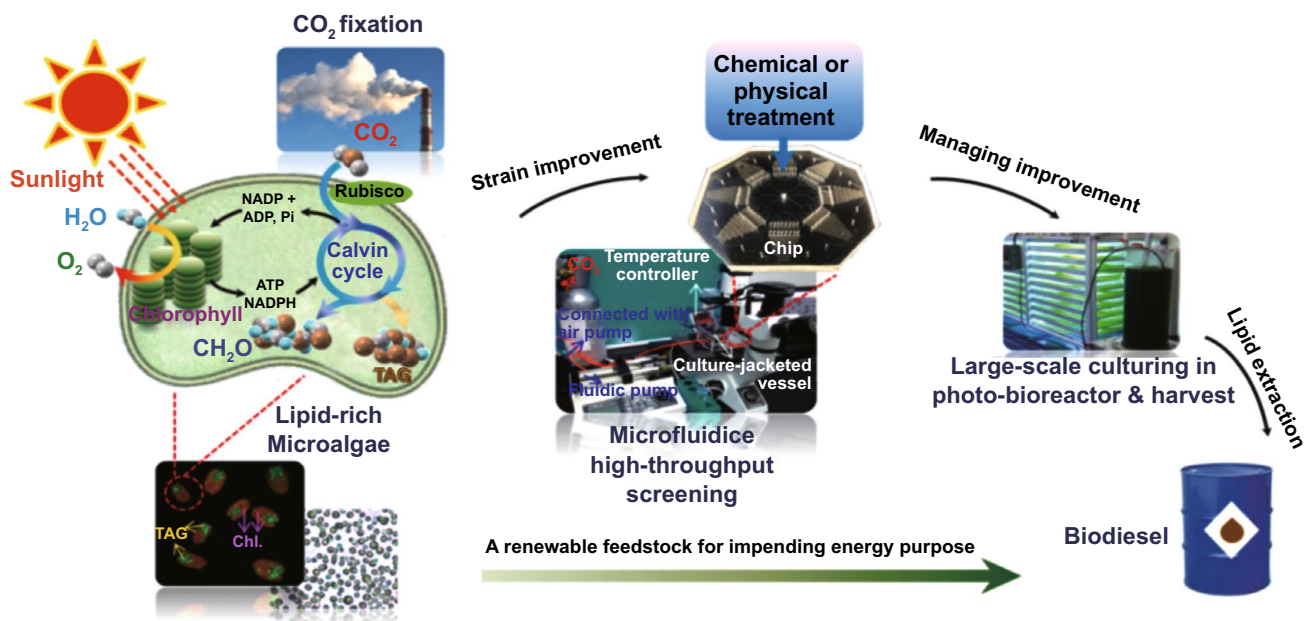 CO₂ fixation
CO₂
Sunlight
H₂O
O₂
NADP +
ADP, Pi
Rubisco
Calvin
cycle
ATP
NADPH
Chlorophyll
CH₂O
TAG
Lipid-rich
Microalgae
TAG
Chl.
Strain improvement
Chemical or
physical
treatment
Chip
CO₂
Temperature
controller
Connected with
air pump
Culture-jacketed
vessel
Fluidic pump
Microfluidice
high-throughput
screening
Managing improvement
Large-scale culturing in
photo-bioreactor & harvest
Lipid extraction
Biodiesel
A renewable feedstock for impending energy purpose